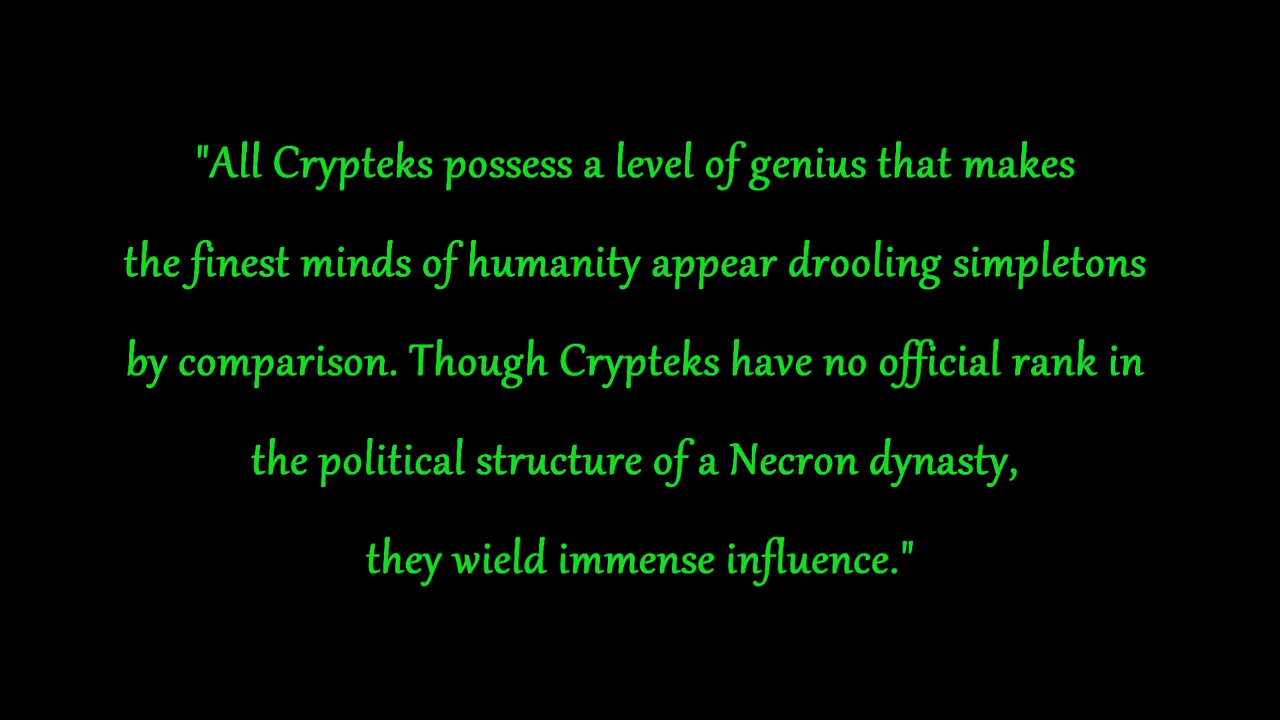 "All Crypteks possess a level of genius that makes
the finest minds of humanity appear drooling simpletons
by comparison. Though Crypteks have no official rank in
the political structure of a Necron dynasty,
they wield immense influence."